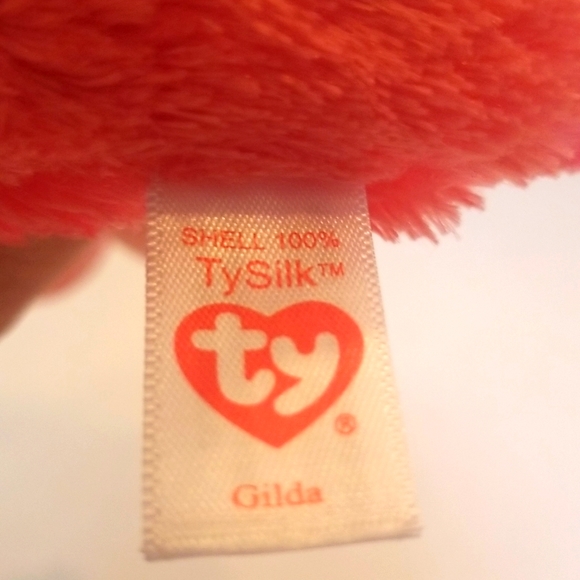 SHELL 100%
TySilk™
ty®
Gilda